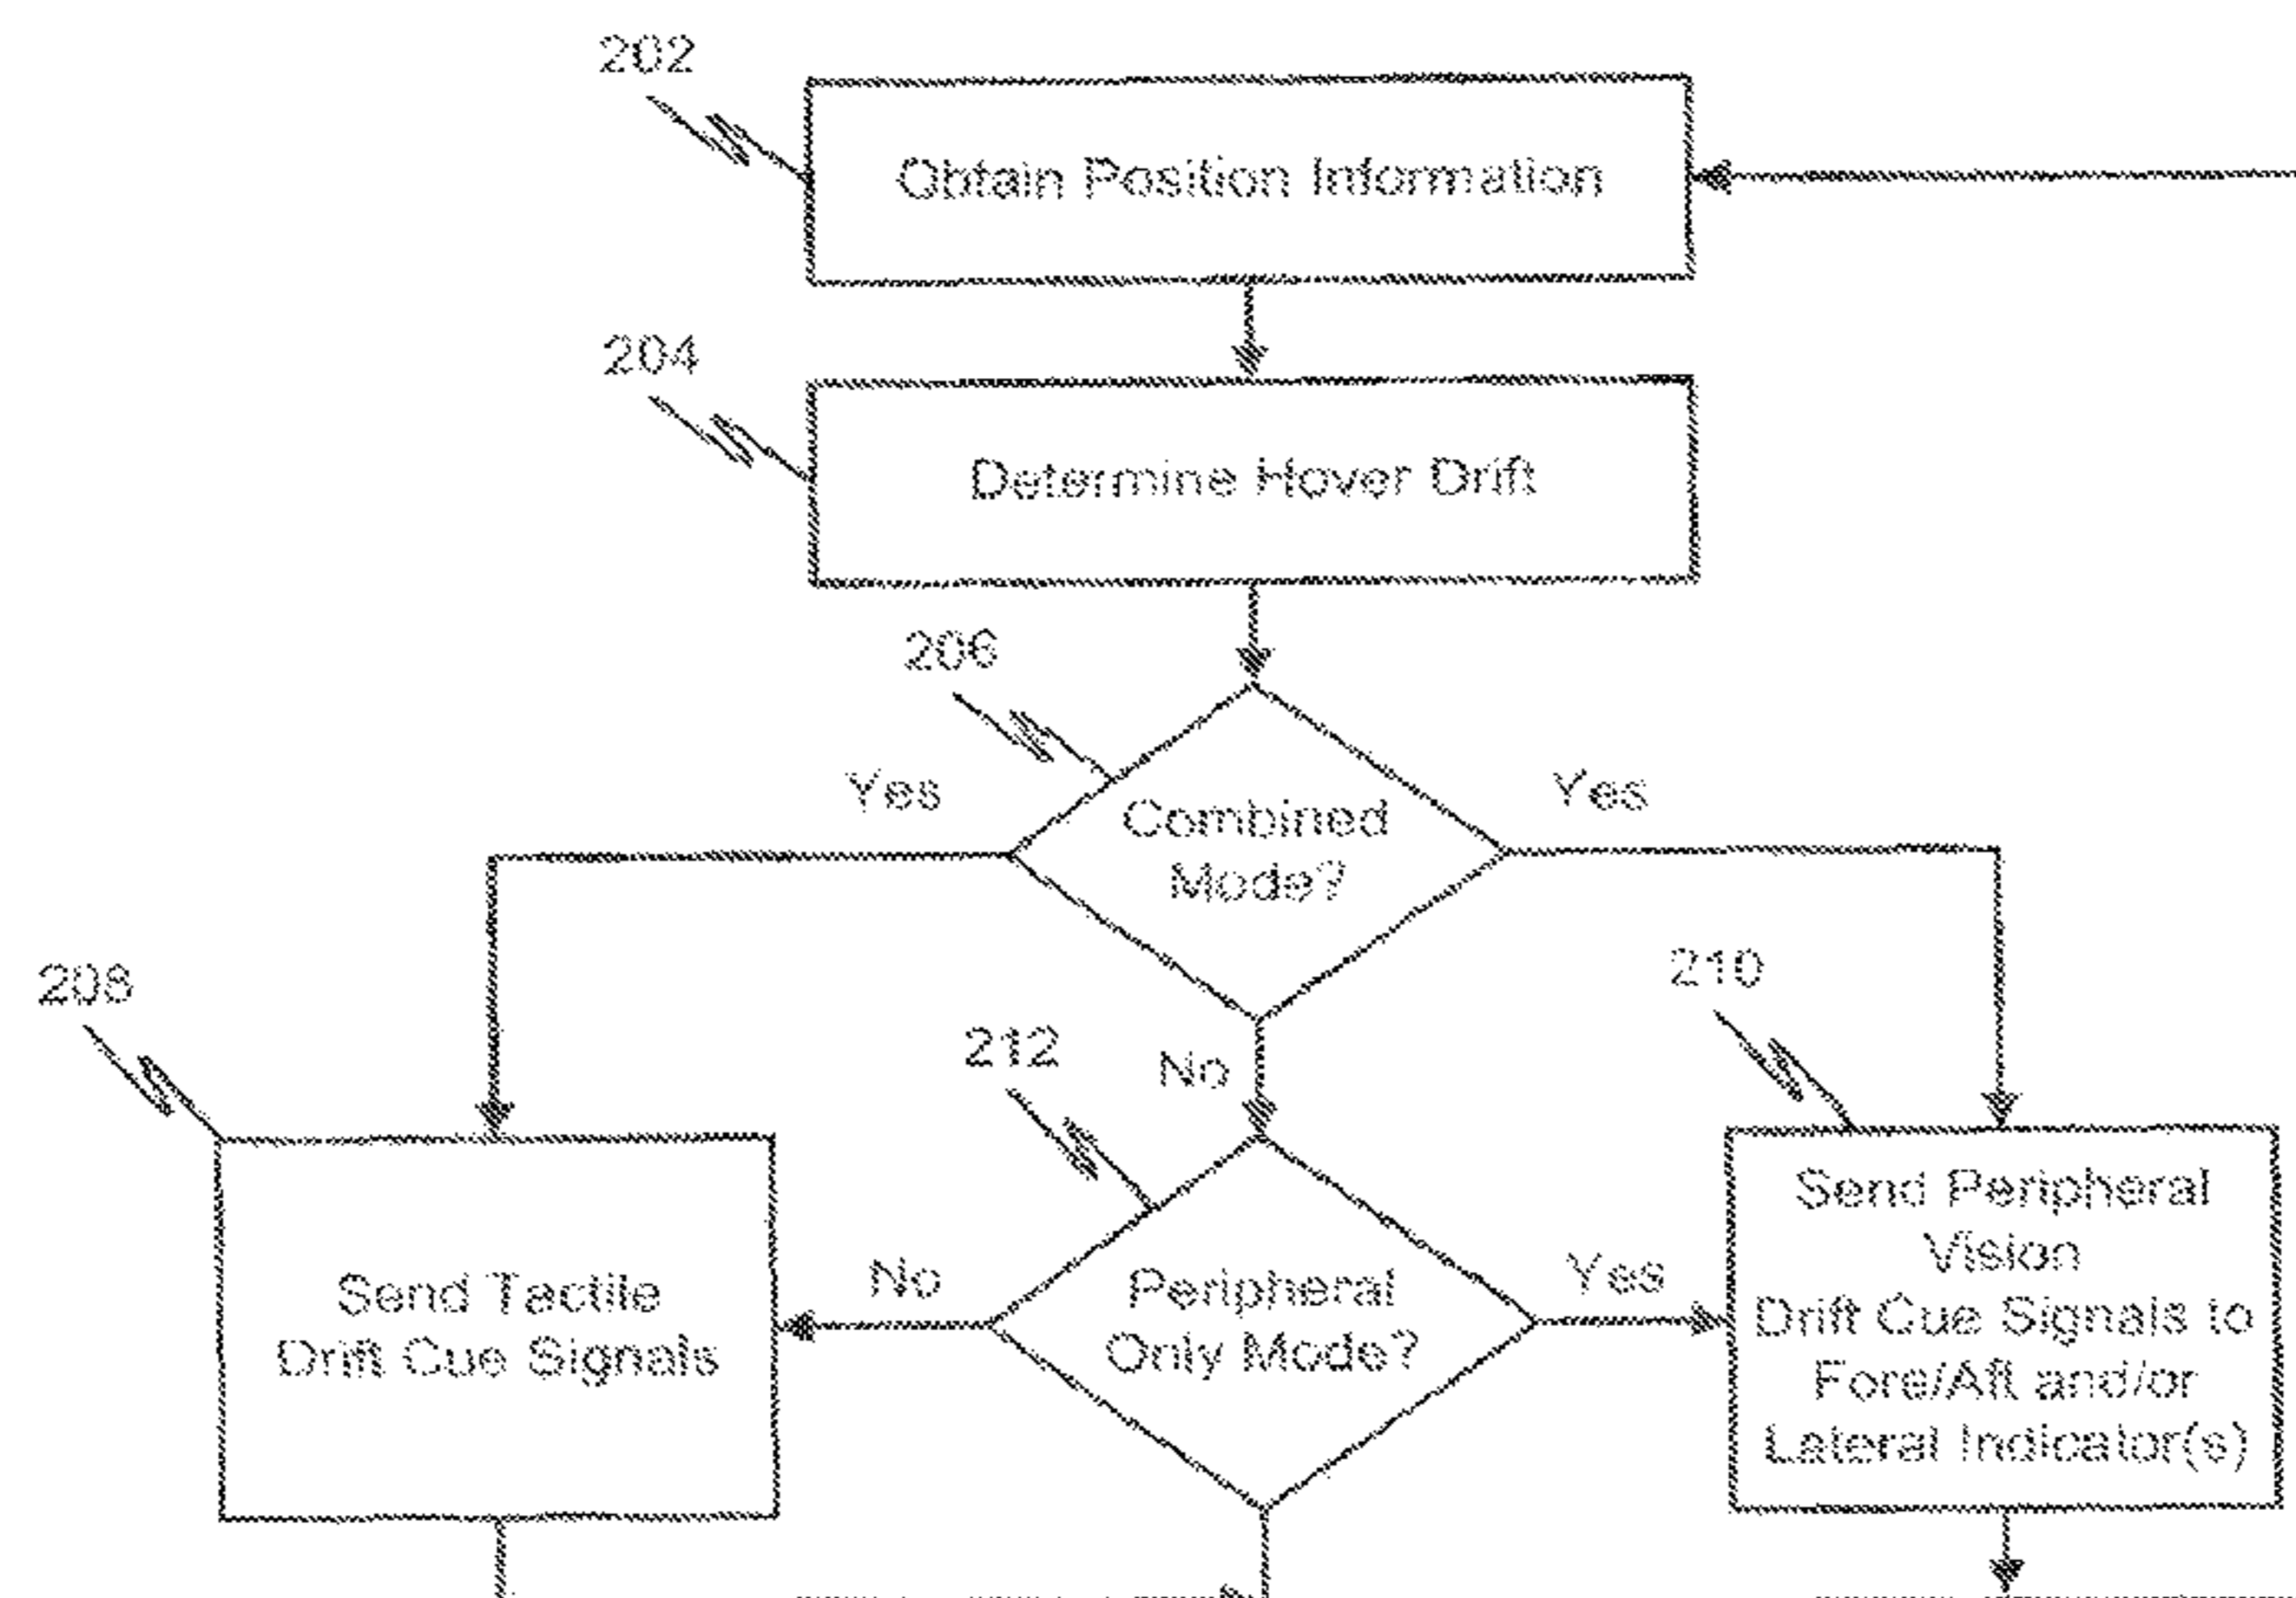 202
Obtain Position Information
204
Determine Hover Drift
206
Yes
Yes
Combined
Mode?
208
210
212
No
Send Tactile
Drift Cue Signals
No
Peripheral
Only Mode?
Yes
Send Peripheral
Vision
Drift Cue Signals to
Fore/Aft and/or
Lateral Indicator(s)